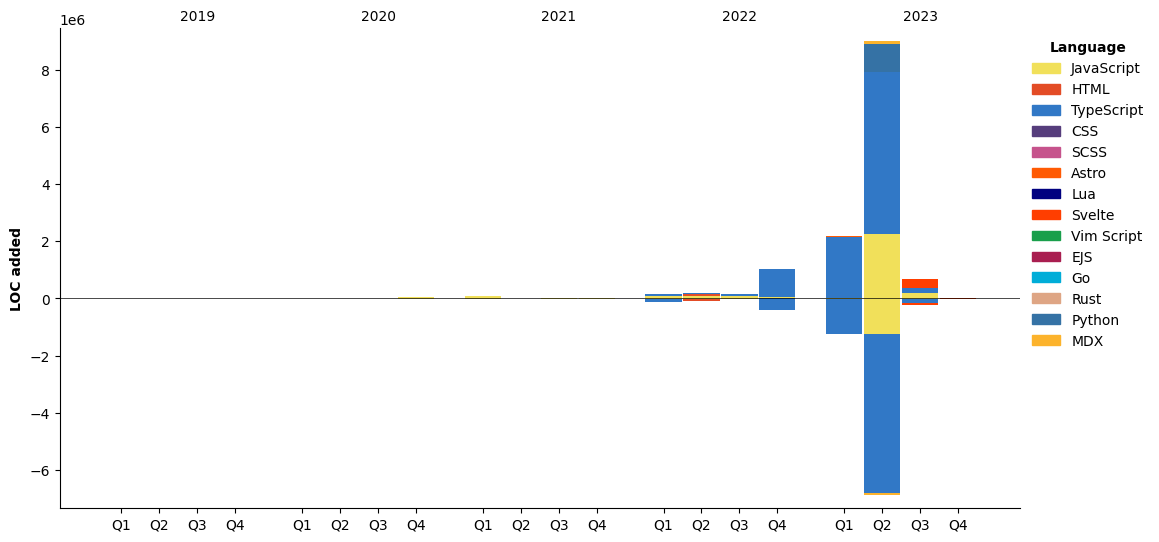 2019 2020 2021 2022 2023
1e6
8
6
4
2
0
−2
−4
−6
LOC added
Q1 Q2 Q3 Q4 Q1 Q2 Q3 Q4 Q1 Q2 Q3 Q4 Q1 Q2 Q3 Q4 Q1 Q2 Q3 Q4
Language
JavaScript
HTML
TypeScript
CSS
SCSS
Astro
Lua
Svelte
Vim Script
EJS
Go
Rust
Python
MDX